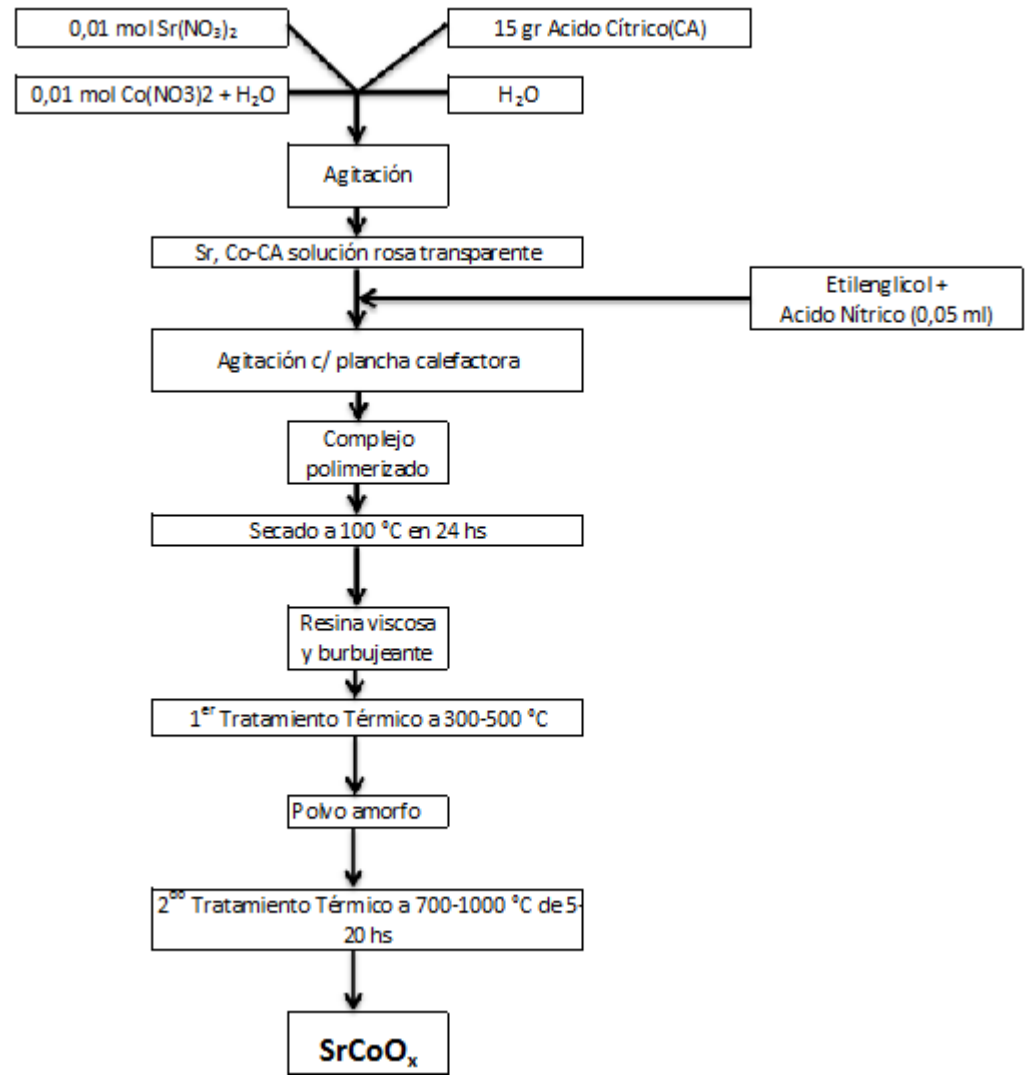 0,01 mol Sr(NO₃)₂
15 gr Acido Cítrico(CA)
0,01 mol Co(NO3)2 + H₂O
H₂O
Agitación
Sr, Co-CA solución rosa transparente
Etilenglicol +
Acido Nítrico (0,05 ml)
Agitación c/ plancha calefactora
Complejo
polimerizado
Secado a 100 °C en 24 hs
Resina viscosa
y burbujeante
1ᵉʳ Tratamiento Térmico a 300-500 °C
Polvo amorfo
2ᵈᵒ Tratamiento Térmico a 700-1000 °C de 5-
20 hs
SrCoOₓ